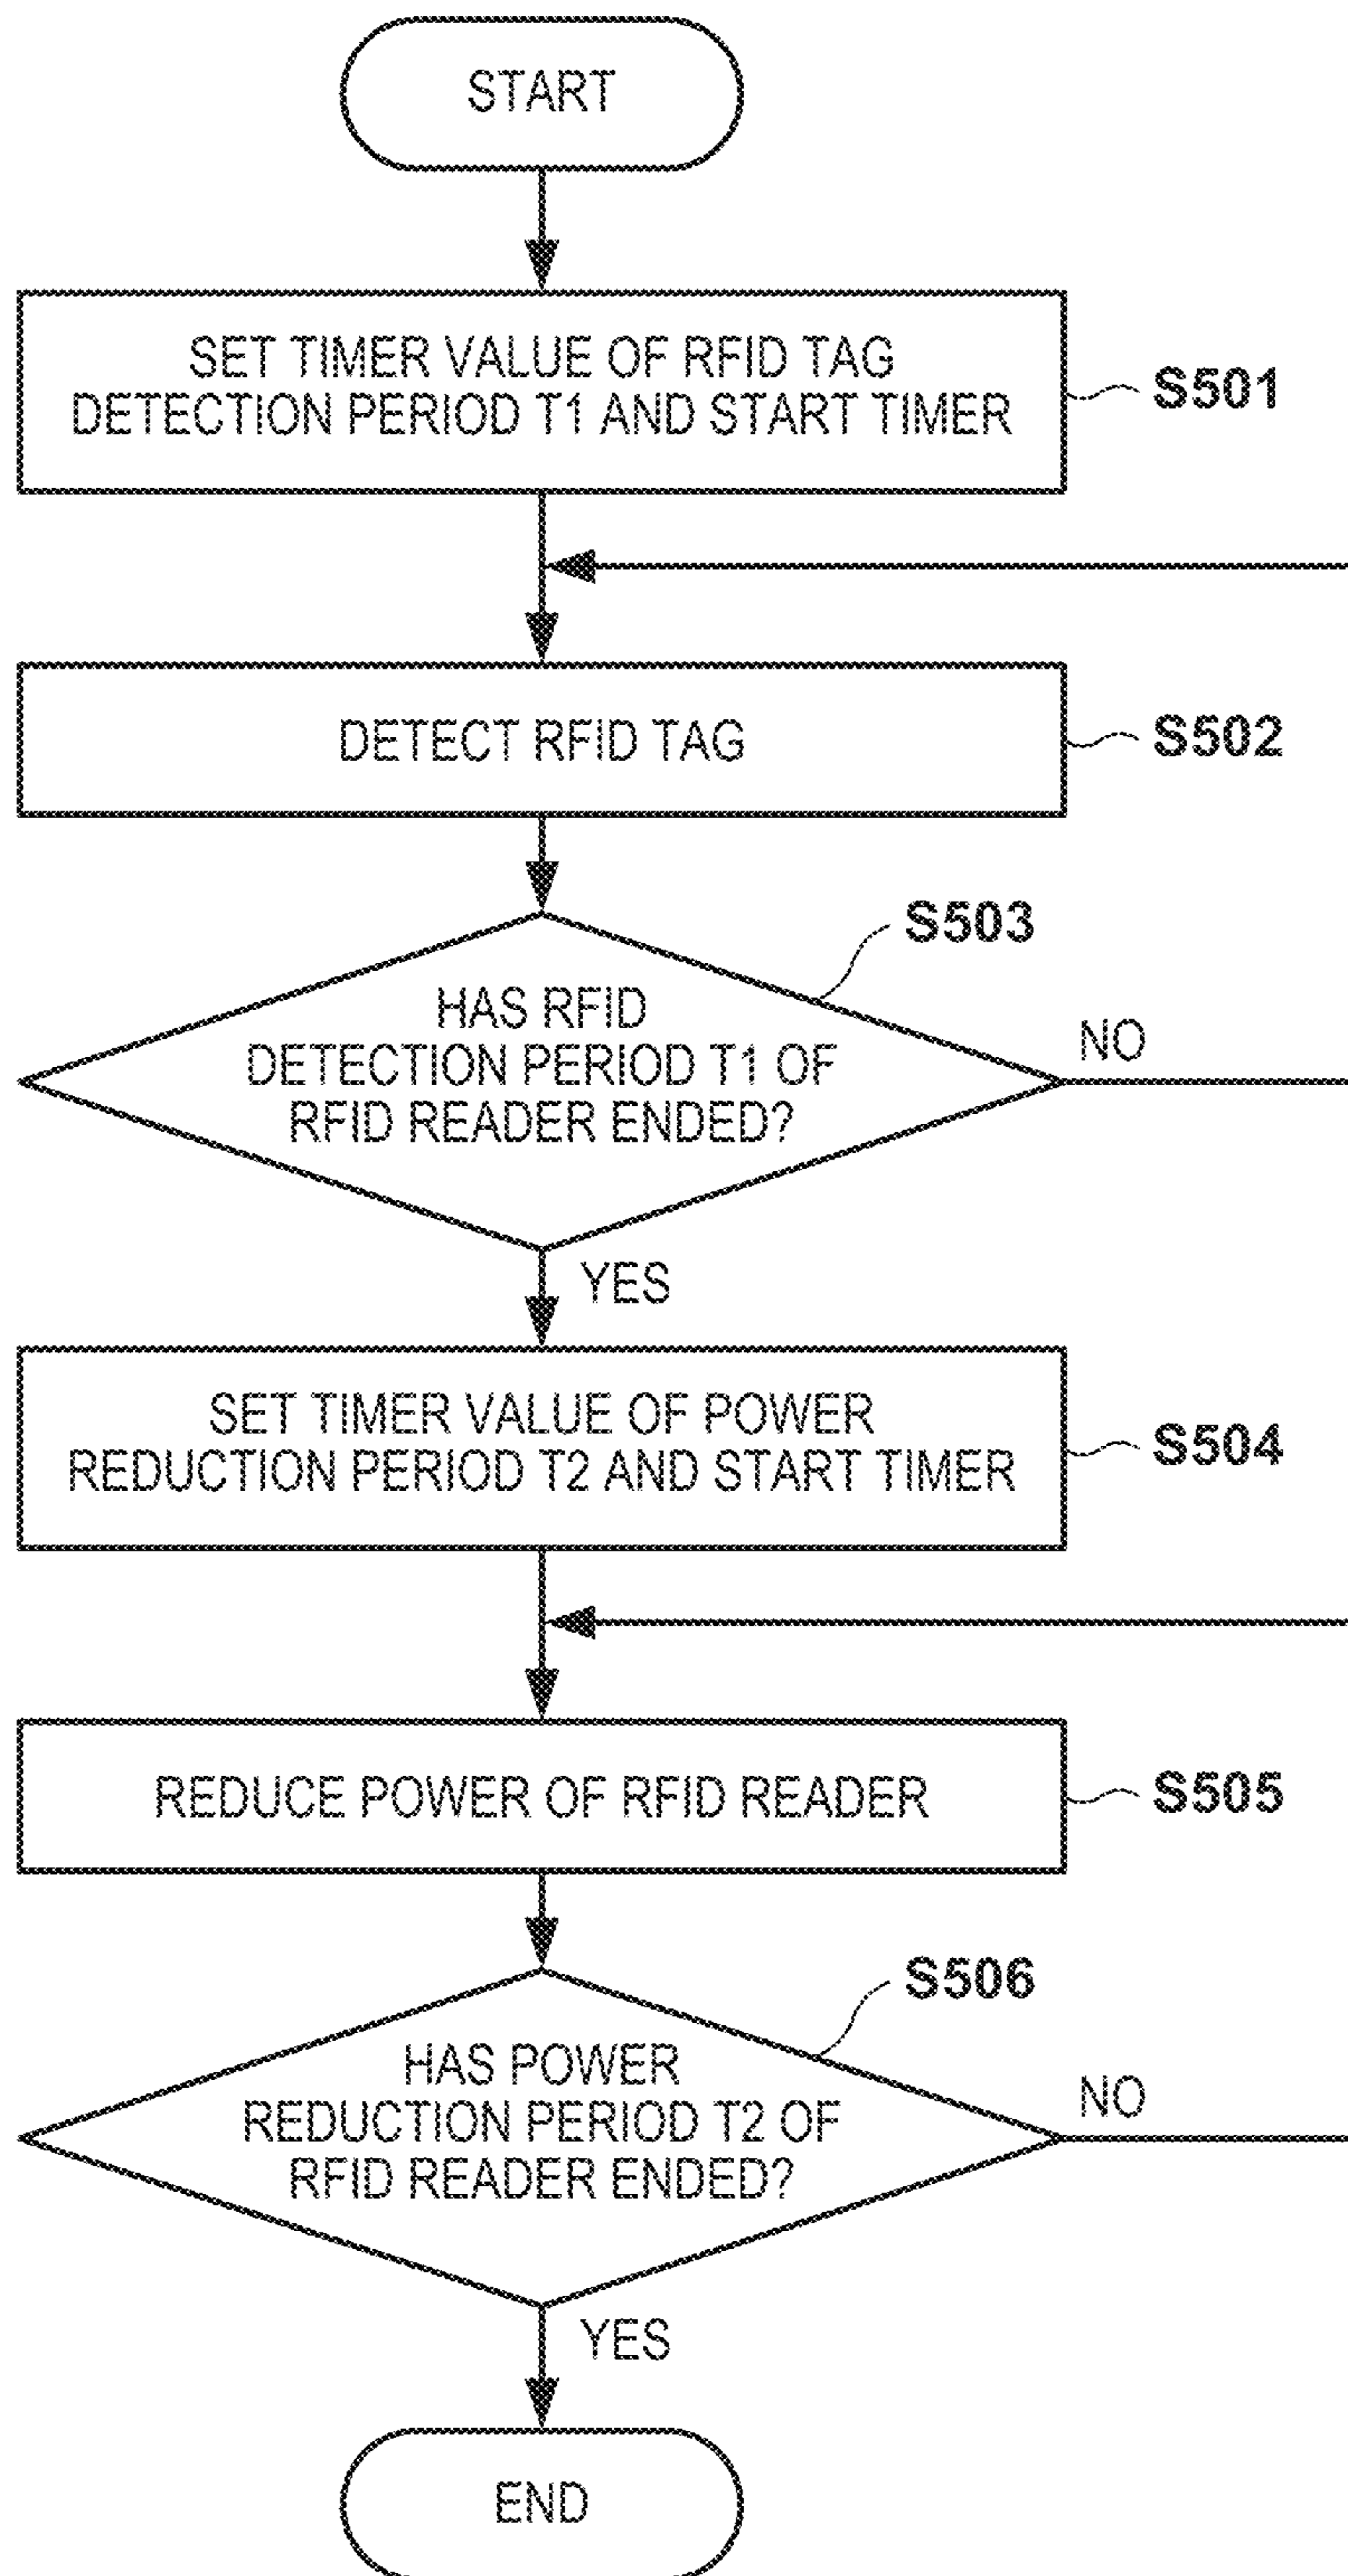 START
SET TIMER VALUE OF RFID TAG
DETECTION PERIOD T1 AND START TIMER
S501
DETECT RFID TAG
S502
S503
HAS RFID
DETECTION PERIOD T1 OF
RFID READER ENDED?
NO
YES
SET TIMER VALUE OF POWER
REDUCTION PERIOD T2 AND START TIMER
S504
REDUCE POWER OF RFID READER
S505
S506
HAS POWER
REDUCTION PERIOD T2 OF
RFID READER ENDED?
NO
YES
END